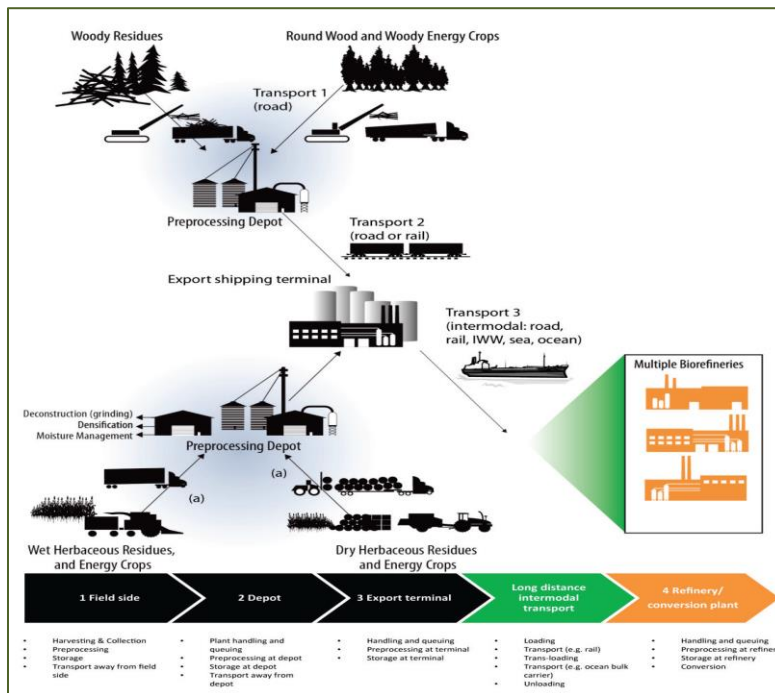 Woody Residues
Round Wood and Woody Energy Crops
Transport 1
(road)
Preprocessing Depot
Transport 2
(road or rail)
Export shipping terminal
Transport 3
(intermodal: road,
rail, IWW, sea, ocean)
Multiple Biorefineries
Deconstruction (grinding)
Densification
Moisture Management
Preprocessing Depot
(a)
(a)
Wet Herbaceous Residues,
and Energy Crops
Dry Herbaceous Residues
and Energy Crops
1 Field side
2 Depot
3 Export terminal
Long distance
intermodal
transport
4 Refinery/
conversion plant
• Harvesting & Collection
• Preprocessing
• Storage
• Transport away from field
side
• Plant handling and
queuing
• Preprocessing at depot
• Storage at depot
• Transport away from
depot
• Handling and queuing
• Preprocessing at terminal
• Storage at terminal
• Loading
• Transport (e.g. rail)
• Trans-loading
• Transport (e.g. ocean bulk
carrier)
• Unloading
• Handling and queuing
• Preprocessing at refiner
• Storage at refinery
• Conversion